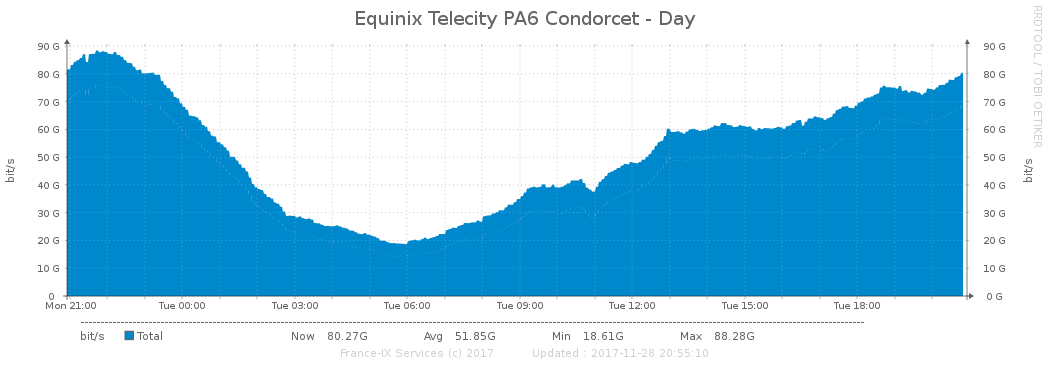 Equinix Telecity PA6 Condorcet - Day
RRDTOOL / TOBI OETIKER
bit/s
90 G 90 G
80 G 80 G
70 G 70 G
60 G 60 G
50 G 50 G
40 G 40 G
30 G 30 G
20 G 20 G
10 G 10 G
0 0 G
bit/s
Mon 21:00 Tue 00:00 Tue 03:00 Tue 06:00 Tue 09:00 Tue 12:00 Tue 15:00 Tue 18:00
bit/s Total Now 80.27G Avg 51.85G Min 18.61G Max 88.28G
France-IX Services (c) 2017 Updated : 2017-11-28 20:55:10